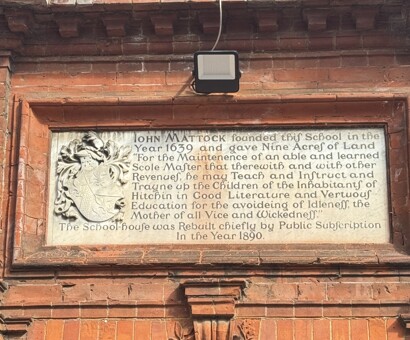 IOHN MATTOCK founded thiſ School in the
Year 1639 and gave Nine Acreſ of Land
"For the Maintenence of an able and learned
Scole Maſter that therewith and with other
Revenueſ, he may Teach and Inſtruct and
Trayne up the Children of the Inhabitantſ of
Hitchin in Good Literature and Vertuouſ
Education for the avoideing of Idleneſſ, the
Mother of all Vice and Wickedneſſ."
The School-houſe was Rebuilt chiefly by Public Subſcription
In the Year 1890.